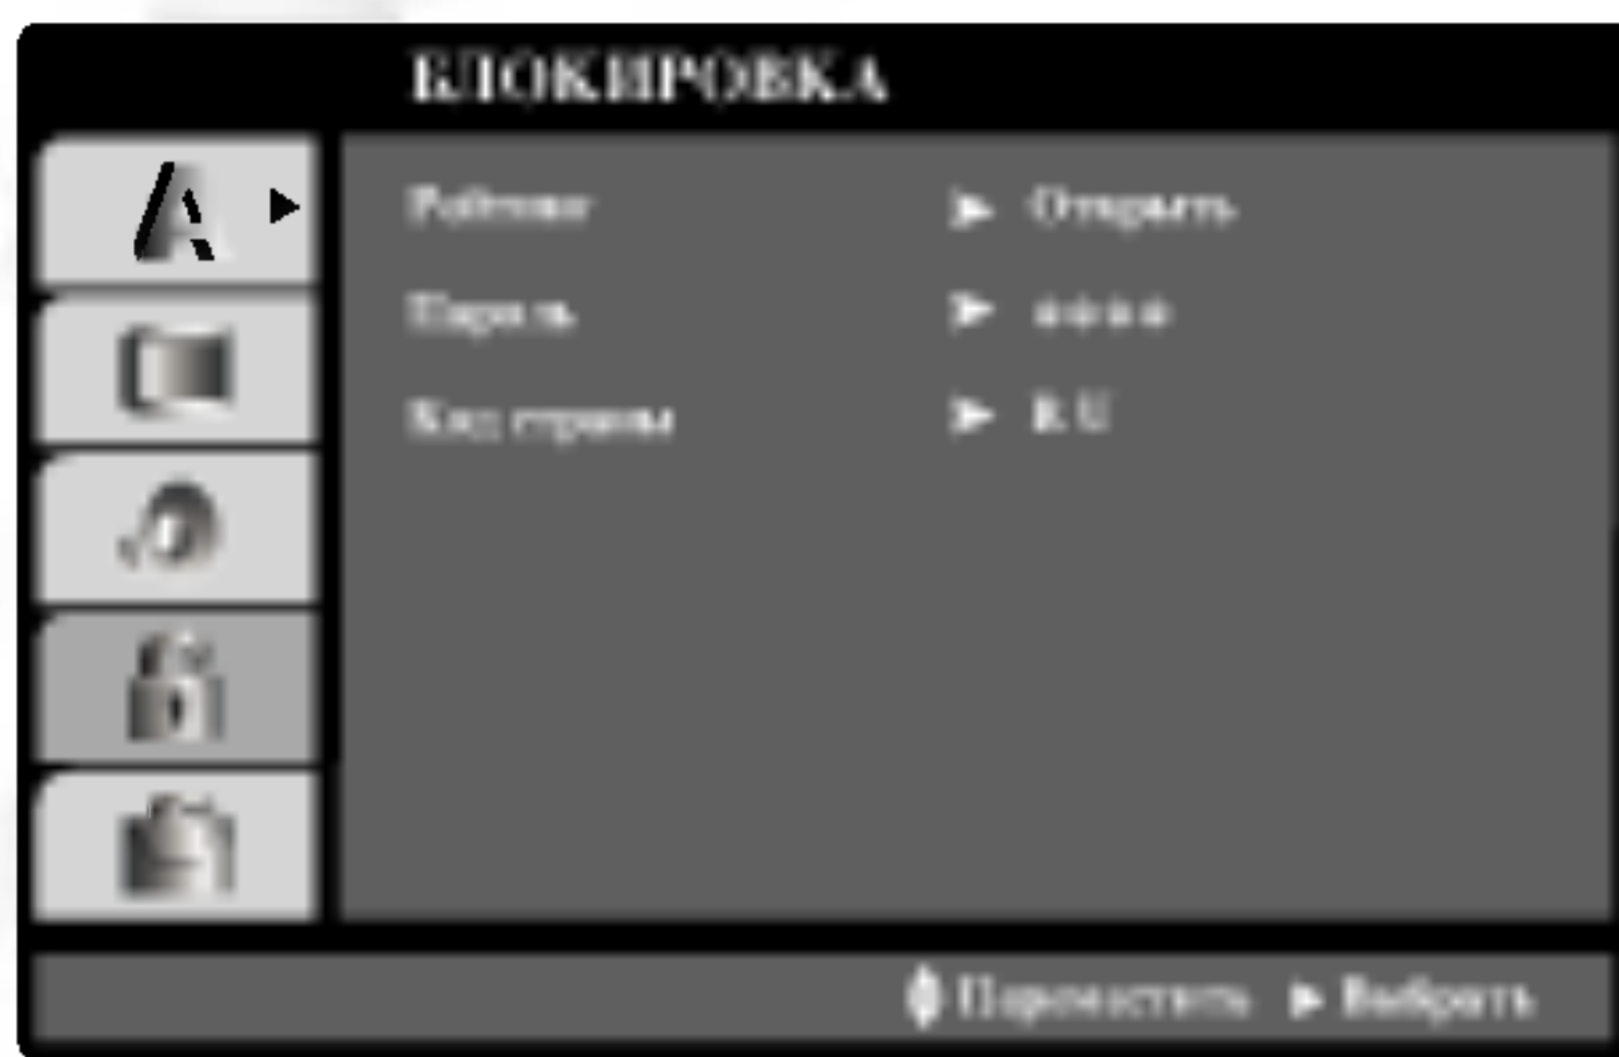 БЛОКИРОВКА
Рейтинг Открыть
Пароль ****
Код страны RU
Переместить Выбрать